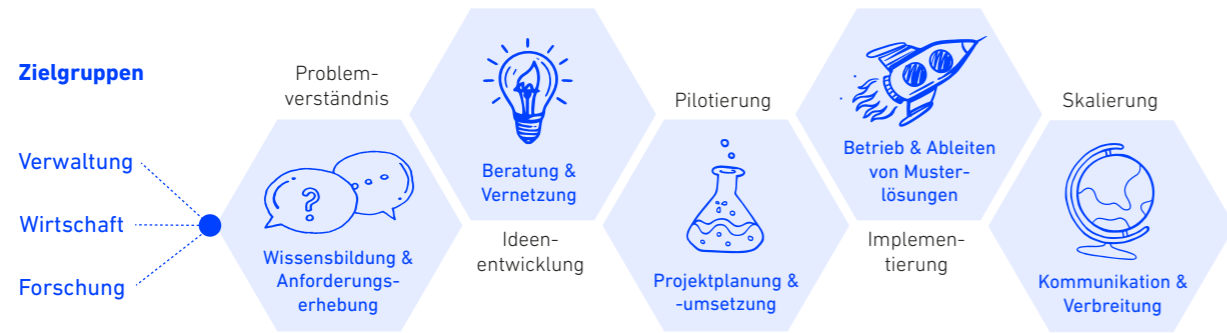 Zielgruppen
Verwaltung
Wirtschaft
Forschung
Problem-
verständnis
?
Wissensbildung &
Anforderungs-
erhebung
Beratung &
Vernetzung
Ideen-
entwicklung
Pilotierung
Projektplanung &
-umsetzung
Betrieb & Ableiten
von Muster-
lösungen
Implemen-
tierung
Skalierung
Kommunikation &
Verbreitung